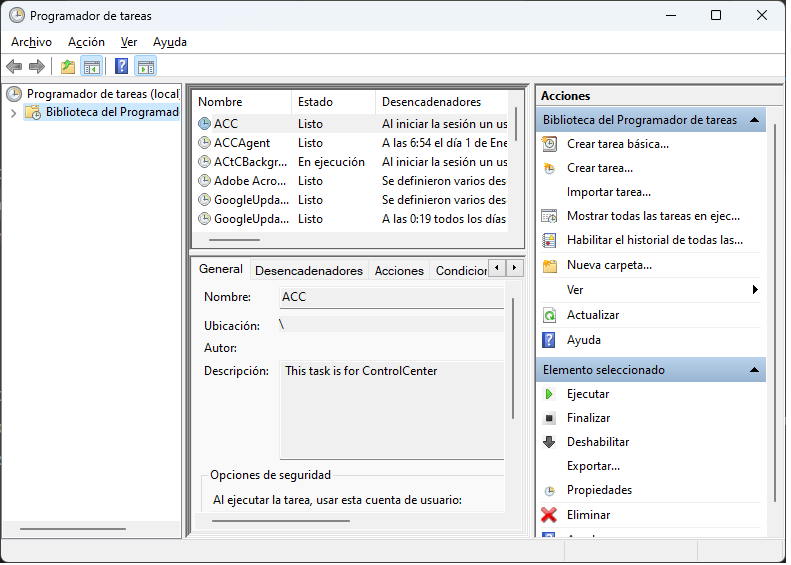 Programador de tareas
Archivo Acción Ver Ayuda
Programador de tareas (local)
Biblioteca del Programad
Nombre Estado Desencadenadores
ACC Listo Al iniciar la sesión un us
ACCAgent Listo A las 6:54 el día 1 de Ene
ACtCBackgr... En ejecución Al iniciar la sesión un us
Adobe Acro... Listo Se definieron varios des
GoogleUpda... Listo Se definieron varios des
GoogleUpda... Listo A las 0:19 todos los días
General Desencadenadores Acciones Condicion
Nombre: ACC
Ubicación: \
Autor:
Descripción: This task is for ControlCenter
Opciones de seguridad
Al ejecutar la tarea, usar esta cuenta de usuario:
Acciones
Biblioteca del Programador de tareas
Crear tarea básica...
Crear tarea...
Importar tarea...
Mostrar todas las tareas en ejec...
Habilitar el historial de todas las...
Nueva carpeta...
Ver
Actualizar
Ayuda
Elemento seleccionado
Ejecutar
Finalizar
Deshabilitar
Exportar...
Propiedades
Eliminar